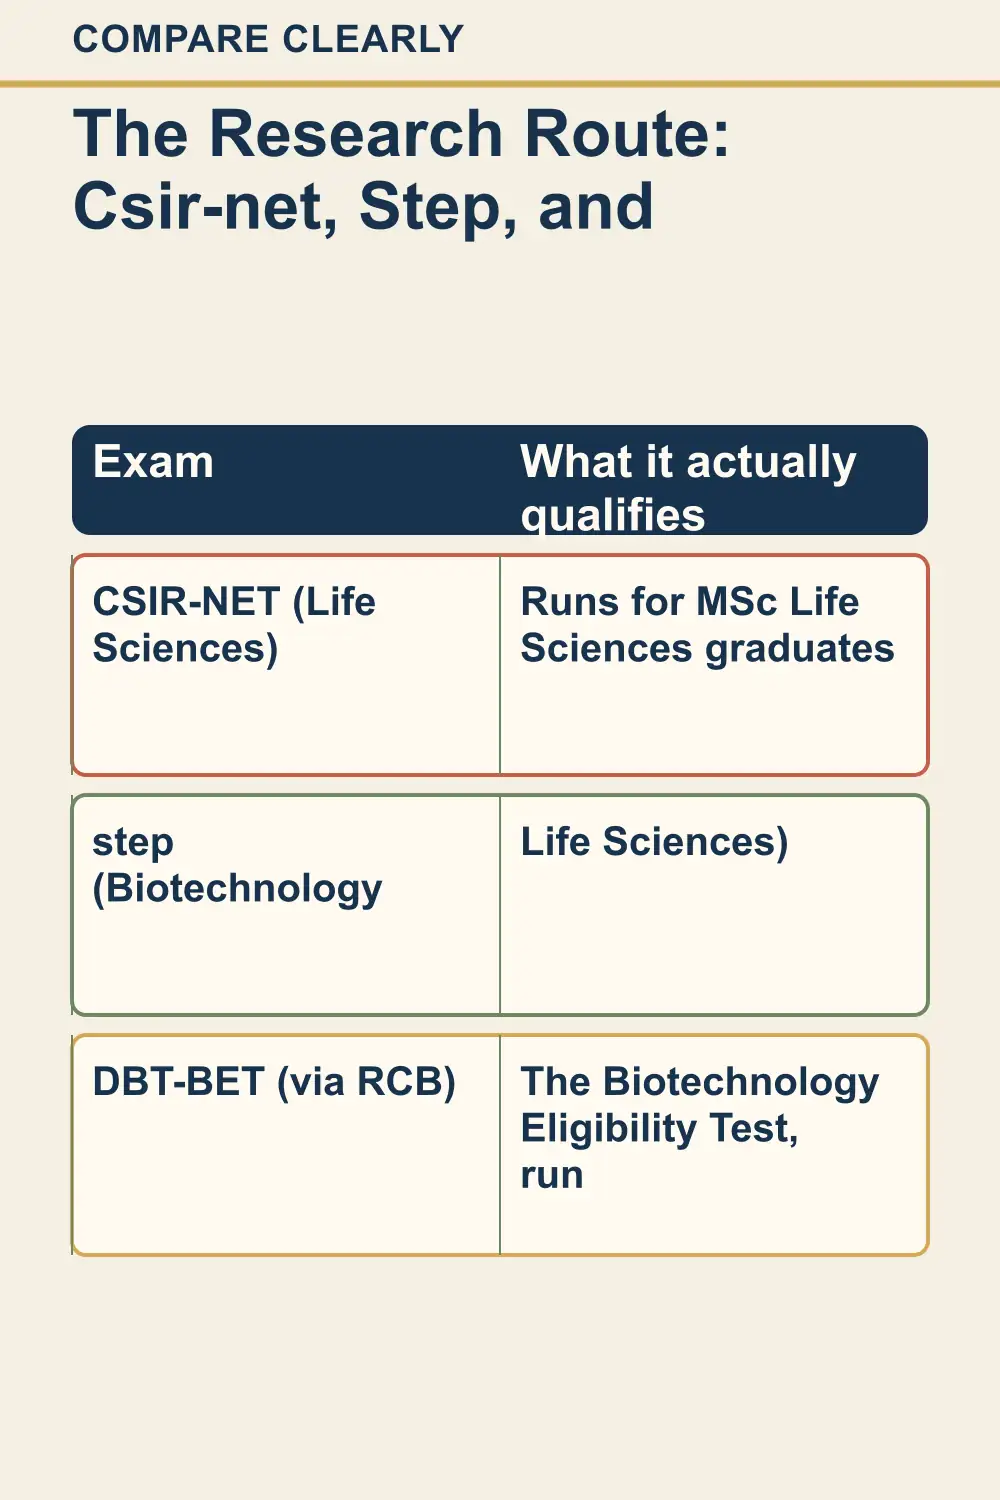 COMPARE CLEARLY
The Research Route:
Csir-net, Step, and
Exam
What it actually
qualifies
CSIR-NET (Life
Sciences)
Runs for MSc Life
Sciences graduates
step
(Biotechnology
Life Sciences)
DBT-BET (via RCB)
The Biotechnology
Eligibility Test,
run